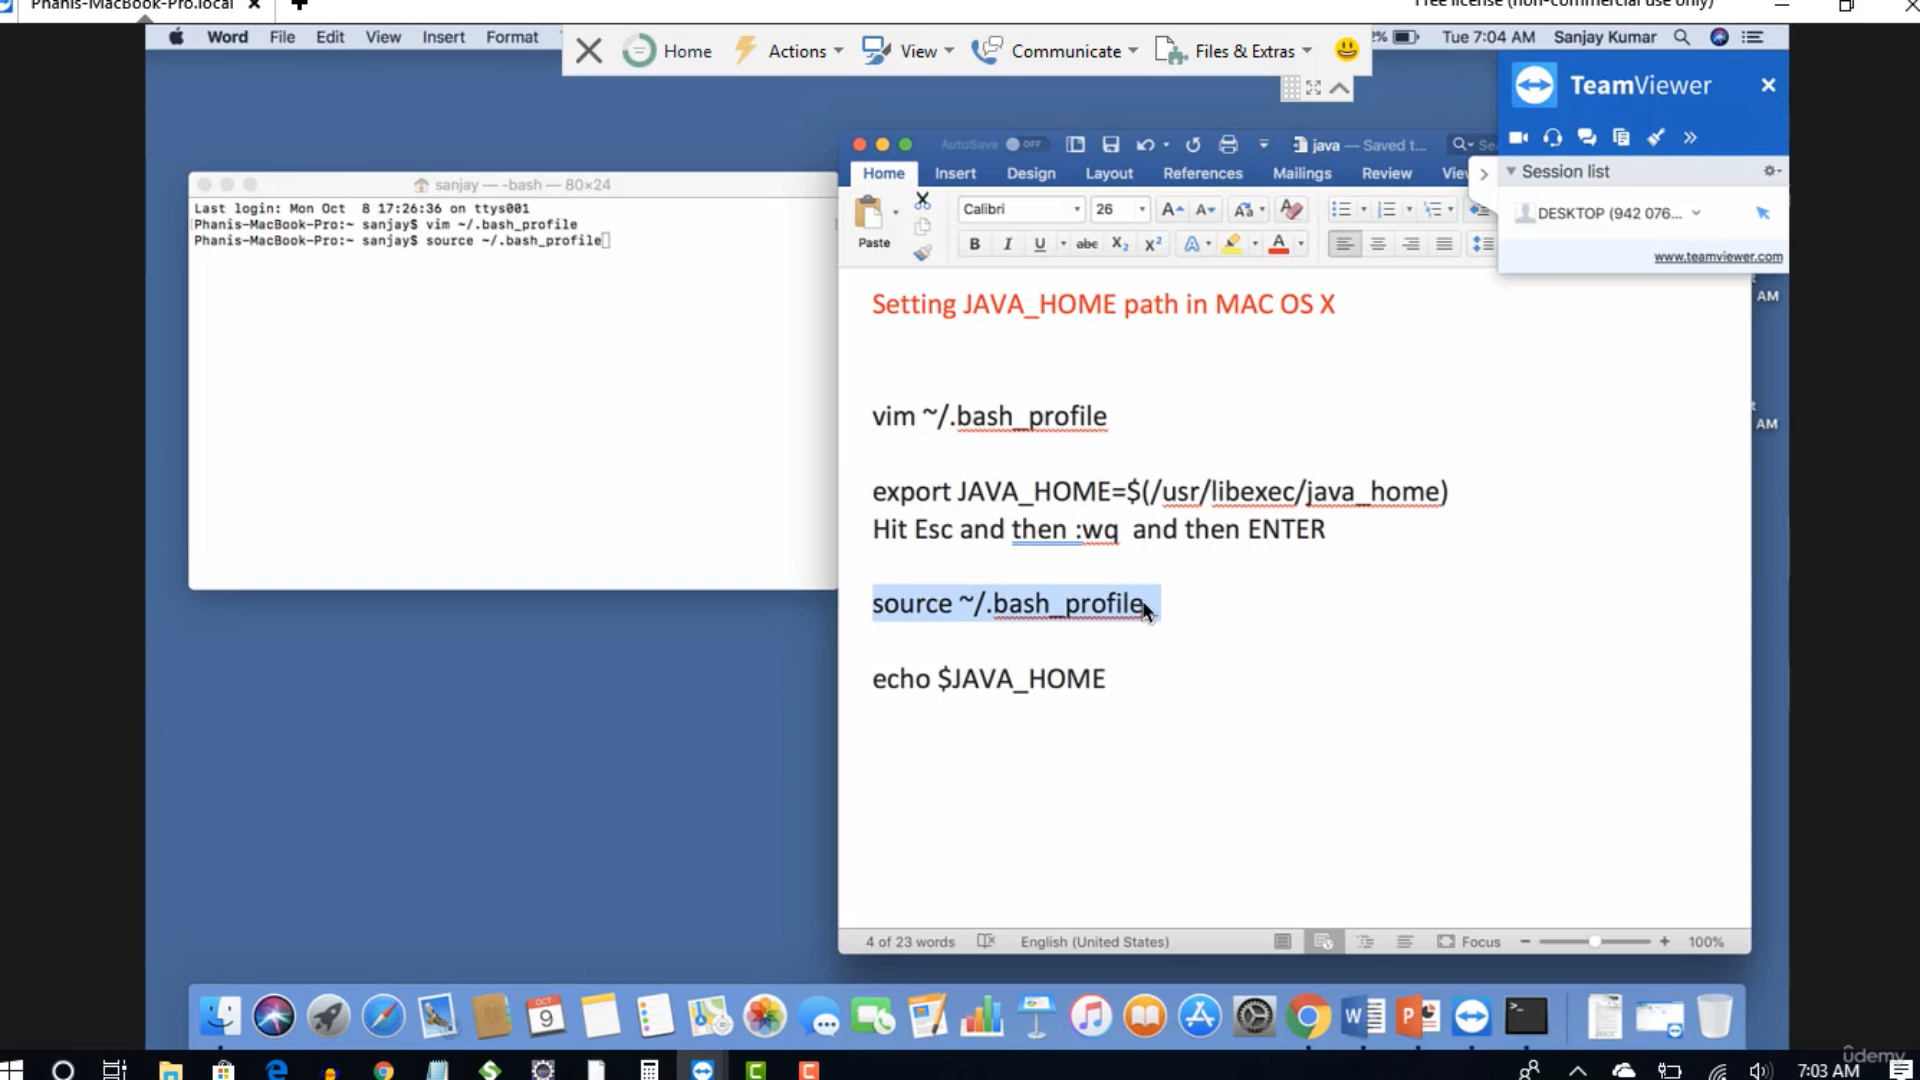 Phanis-MacBook-Pro.local
Free license (non-commercial use only)
Word File Edit View Insert Format
Home Actions View Communicate Files & Extras
% Tue 7:04 AM Sanjay Kumar
TeamViewer
Session list
DESKTOP (942 076...
www.teamviewer.com
AM
AM
sanjay — -bash — 80×24
Last login: Mon Oct  8 17:26:36 on ttys001
Phanis-MacBook-Pro:~ sanjay$ vim ~/.bash_profile
Phanis-MacBook-Pro:~ sanjay$ source ~/.bash_profile
AutoSave OFF java — Saved t...
Home Insert Design Layout References Mailings Review
Paste
Calibri 26
B I U abc X₂ X² A A
Setting JAVA_HOME path in MAC OS X
vim ~/.bash_profile
export JAVA_HOME=$(/usr/libexec/java_home)
Hit Esc and then :wq  and then ENTER
source ~/.bash_profile
echo $JAVA_HOME
4 of 23 words English (United States) Focus 100%
OCT
9
ûdemy
7:03 AM